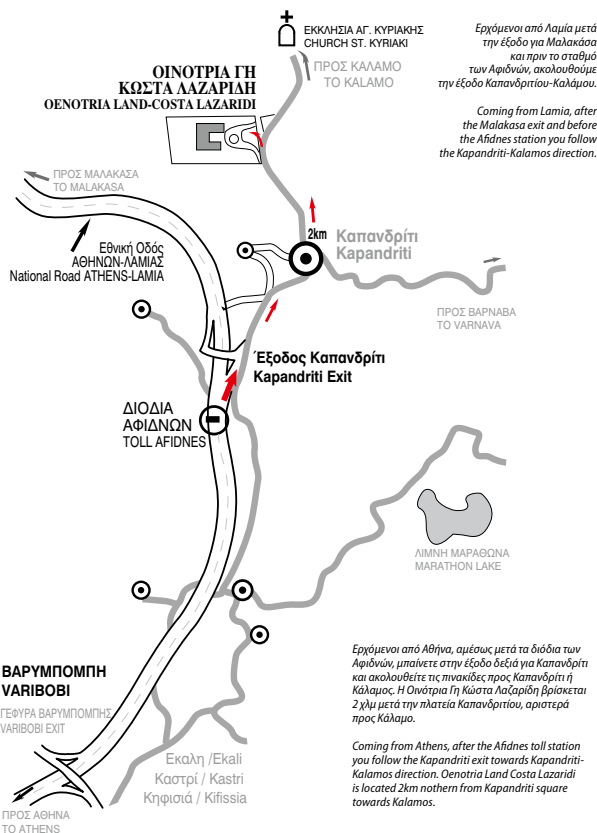 ΕΚΚΛΗΣΙΑ ΑΓ. ΚΥΡΙΑΚΗΣ
CHURCH ST. KYRIAKI
ΠΡΟΣ ΚΑΛΑΜΟ
TO KALAMO
Ερχόμενοι από Λαμία μετά
την έξοδο για Μαλακάσα
και πριν το σταθμό
των Αφιδνών, ακολουθούμε
την έξοδο Καπανδριτίου-Καλάμου.
Coming from Lamia, after
the Malakasa exit and before
the Afidnes station you follow
the Kapandriti-Kalamos direction.
ΟΙΝΟΤΡΙΑ ΓΗ
ΚΩΣΤΑ ΛΑΖΑΡΙΔΗ
OENOTRIA LAND-COSTA LAZARIDI
ΠΡΟΣ ΜΑΛΑΚΑΣΑ
TO MALAKASA
Εθνική Οδός
ΑΘΗΝΩΝ-ΛΑΜΙΑΣ
National Road ATHENS-LAMIA
2km
Καπανδρίτι
Kapandriti
ΠΡΟΣ ΒΑΡΝΑΒΑ
TO VARNAVA
Έξοδος Καπανδρίτι
Kapandriti Exit
ΔΙΟΔΙΑ
ΑΦΙΔΝΩΝ
TOLL AFIDNES
ΛΙΜΝΗ ΜΑΡΑΘΩΝΑ
MARATHON LAKE
ΒΑΡΥΜΠΟΜΠΗ
VARIBOBI
ΓΕΦΥΡΑ ΒΑΡΥΜΠΟΜΠΗΣ
VARIBOBI EXIT
Εκαλη /Ekali
Καστρί / Kastri
Κηφισιά / Kifissia
ΠΡΟΣ ΑΘΗΝΑ
TO ATHENS
Ερχόμενοι από Αθήνα, αμέσως μετά τα διόδια των
Αφιδνών, μπαίνετε στην έξοδο δεξιά για Καπανδρίτι
και ακολουθείτε τις πινακίδες προς Καπανδρίτι ή
Κάλαμος. Η Οινότρια Γη Κώστα Λαζαρίδη βρίσκεται
2 χλμ μετά την πλατεία Καπανδριτίου, αριστερά
προς Κάλαμο.
Coming from Athens, after the Afidnes toll station
you follow the Kapandriti exit towards Kapandriti-
Kalamos direction. Oenotria Land Costa Lazaridi
is located 2km nothern from Kapandriti square
towards Kalamos.